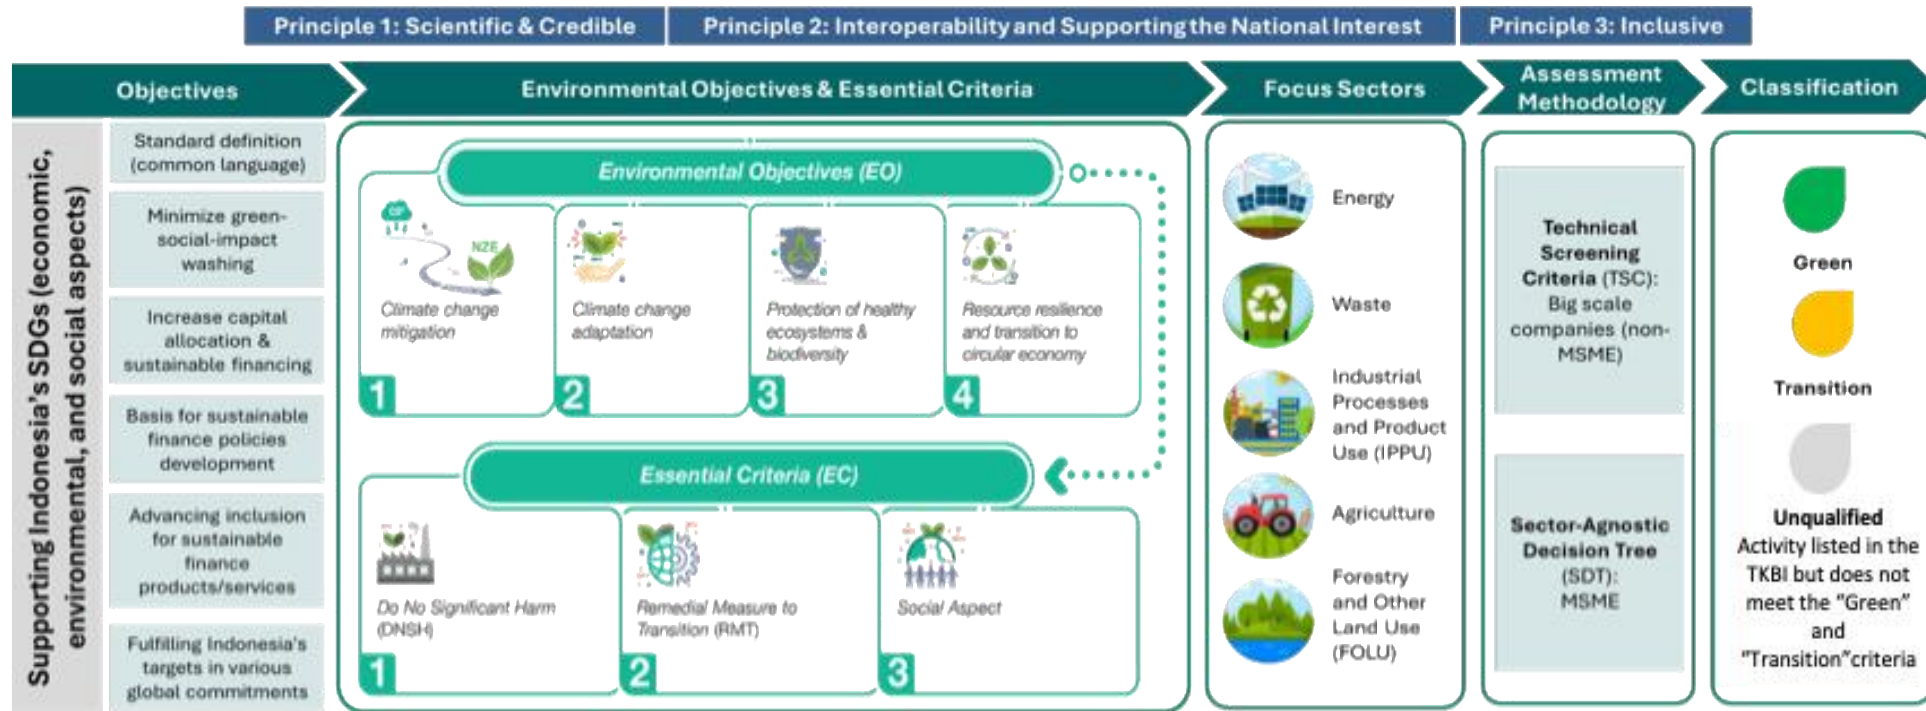 Principle 1: Scientific & Credible
Principle 2: Interoperability and Supporting the National Interest
Principle 3: Inclusive
Objectives
Environmental Objectives & Essential Criteria
Focus Sectors
Assessment
Methodology
Classification
Supporting Indonesia's SDGs (economic,
environmental, and social aspects)
Standard definition
(common language)
Minimize green-
social-impact
washing
Increase capital
allocation &
sustainable financing
Basis for sustainable
finance policies
development
Advancing inclusion
for sustainable
finance
products/services
Fulfilling Indonesia's
targets in various
global commitments
Environmental Objectives (EO)
NZE
Climate change
mitigation
1
Climate change
adaptation
2
Protection of healthy
ecosystems &
biodiversity
3
Resource resilience
and transition to
circular economy
4
Essential Criteria (EC)
Do No Significant Harm
(DNSH)
1
Remedial Measure to
Transition (RMT)
2
Social Aspect
3
Energy
Waste
Industrial
Processes
and Product
Use (IPPU)
Agriculture
Forestry
and Other
Land Use
(FOLU)
Technical
Screening
Criteria (TSC):
Big scale
companies (non-
MSME)
Sector-Agnostic
Decision Tree
(SDT):
MSME
Green
Transition
Unqualified
Activity listed in the
TKBI but does not
meet the "Green"
and
"Transition"criteria